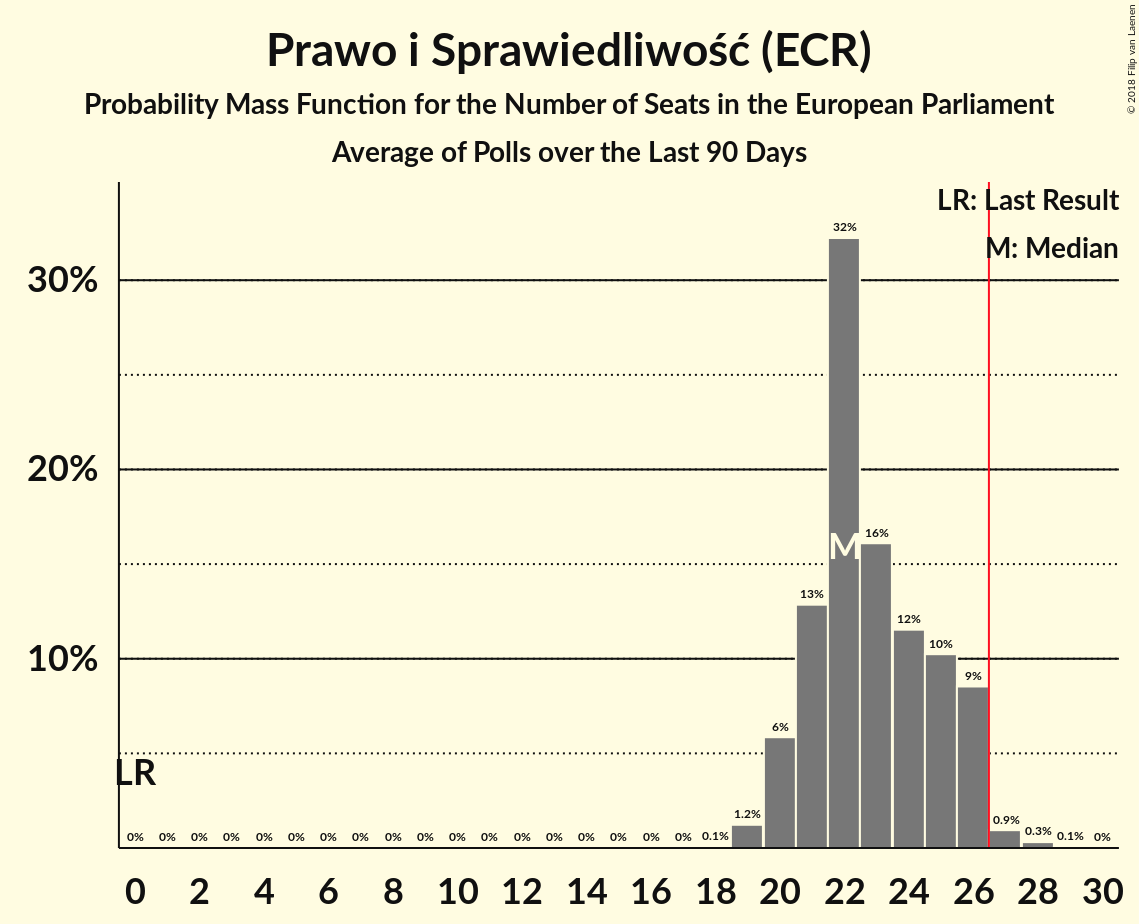 Prawo i Sprawiedliwość (ECR)
Probability Mass Function for the Number of Seats in the European Parliament
Average of Polls over the Last 90 Days
© 2018 Filip van Laenen
LR: Last Result
M: Median
30%
20%
10%
LR
M
0% 0% 0% 0% 0% 0% 0% 0% 0% 0% 0% 0% 0% 0% 0% 0% 0% 0% 0.1% 1.2% 6% 13% 32% 16% 12% 10% 9% 0.9% 0.3% 0.1% 0%
0 2 4 6 8 10 12 14 16 18 20 22 24 26 28 30